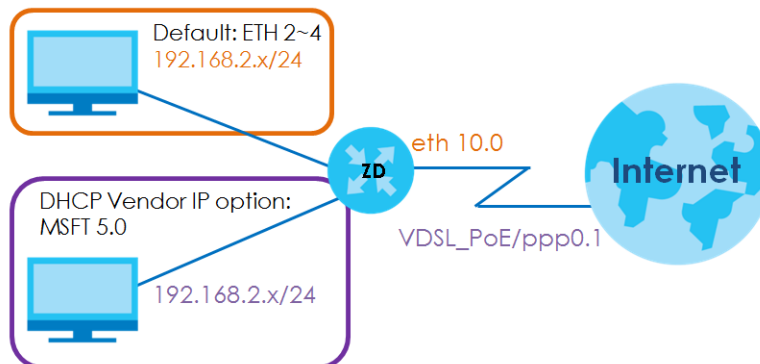 Default: ETH 2~4
192.168.2.x/24
ZD
eth 10.0
Internet
DHCP Vendor IP option:
MSFT 5.0
VDSL_PoE/ppp0.1
192.168.2.x/24